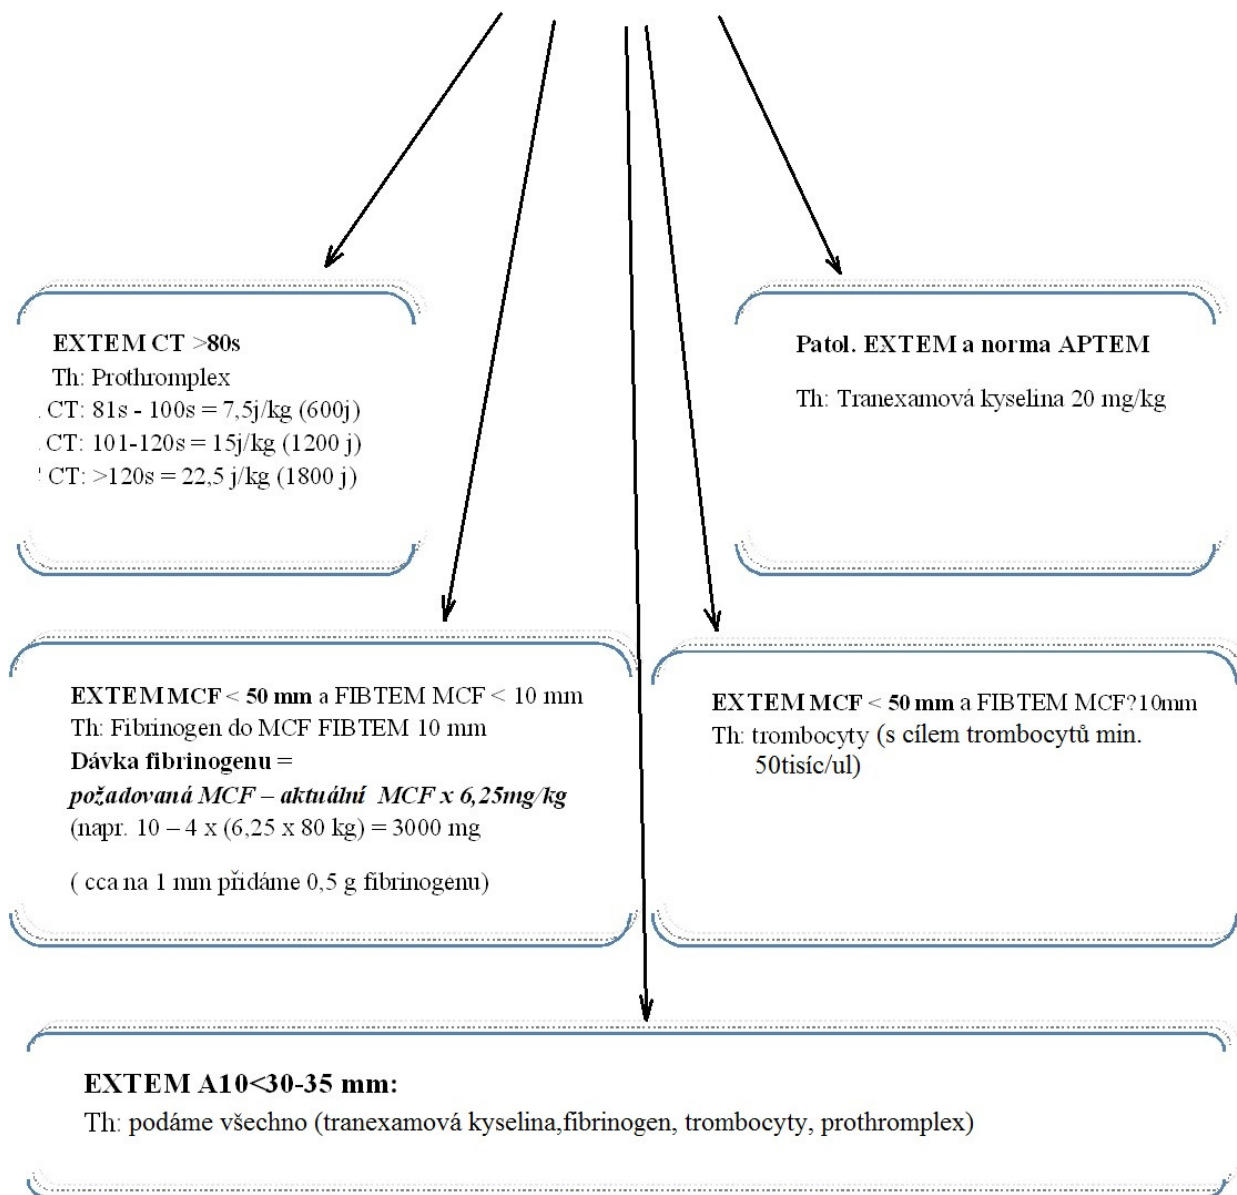 EXTEM CT >80s
Th: Prothromplex
. CT: 81s - 100s = 7,5j/kg (600j)
. CT: 101-120s = 15j/kg (1200 j)
' CT: >120s = 22,5 j/kg (1800 j)
Patol. EXTEM a norma APTEM
Th: Tranexamová kyselina 20 mg/kg
EXTEM MCF < 50 mm a FIBTEM MCF < 10 mm
Th: Fibrinogen do MCF FIBTEM 10 mm
Dávka fibrinogenu =
požadovaná MCF – aktuální MCF x 6,25mg/kg
(napr. 10 – 4 x (6,25 x 80 kg) = 3000 mg
( cca na 1 mm přidáme 0,5 g fibrinogenu)
EXTEM MCF < 50 mm a FIBTEM MCF?10mm
Th: trombocyty (s cílem trombocytů min.
50tisíc/ul)
EXTEM A10<30-35 mm:
Th: podáme všechno (tranexamová kyselina,fibrinogen, trombocyty, prothromplex)